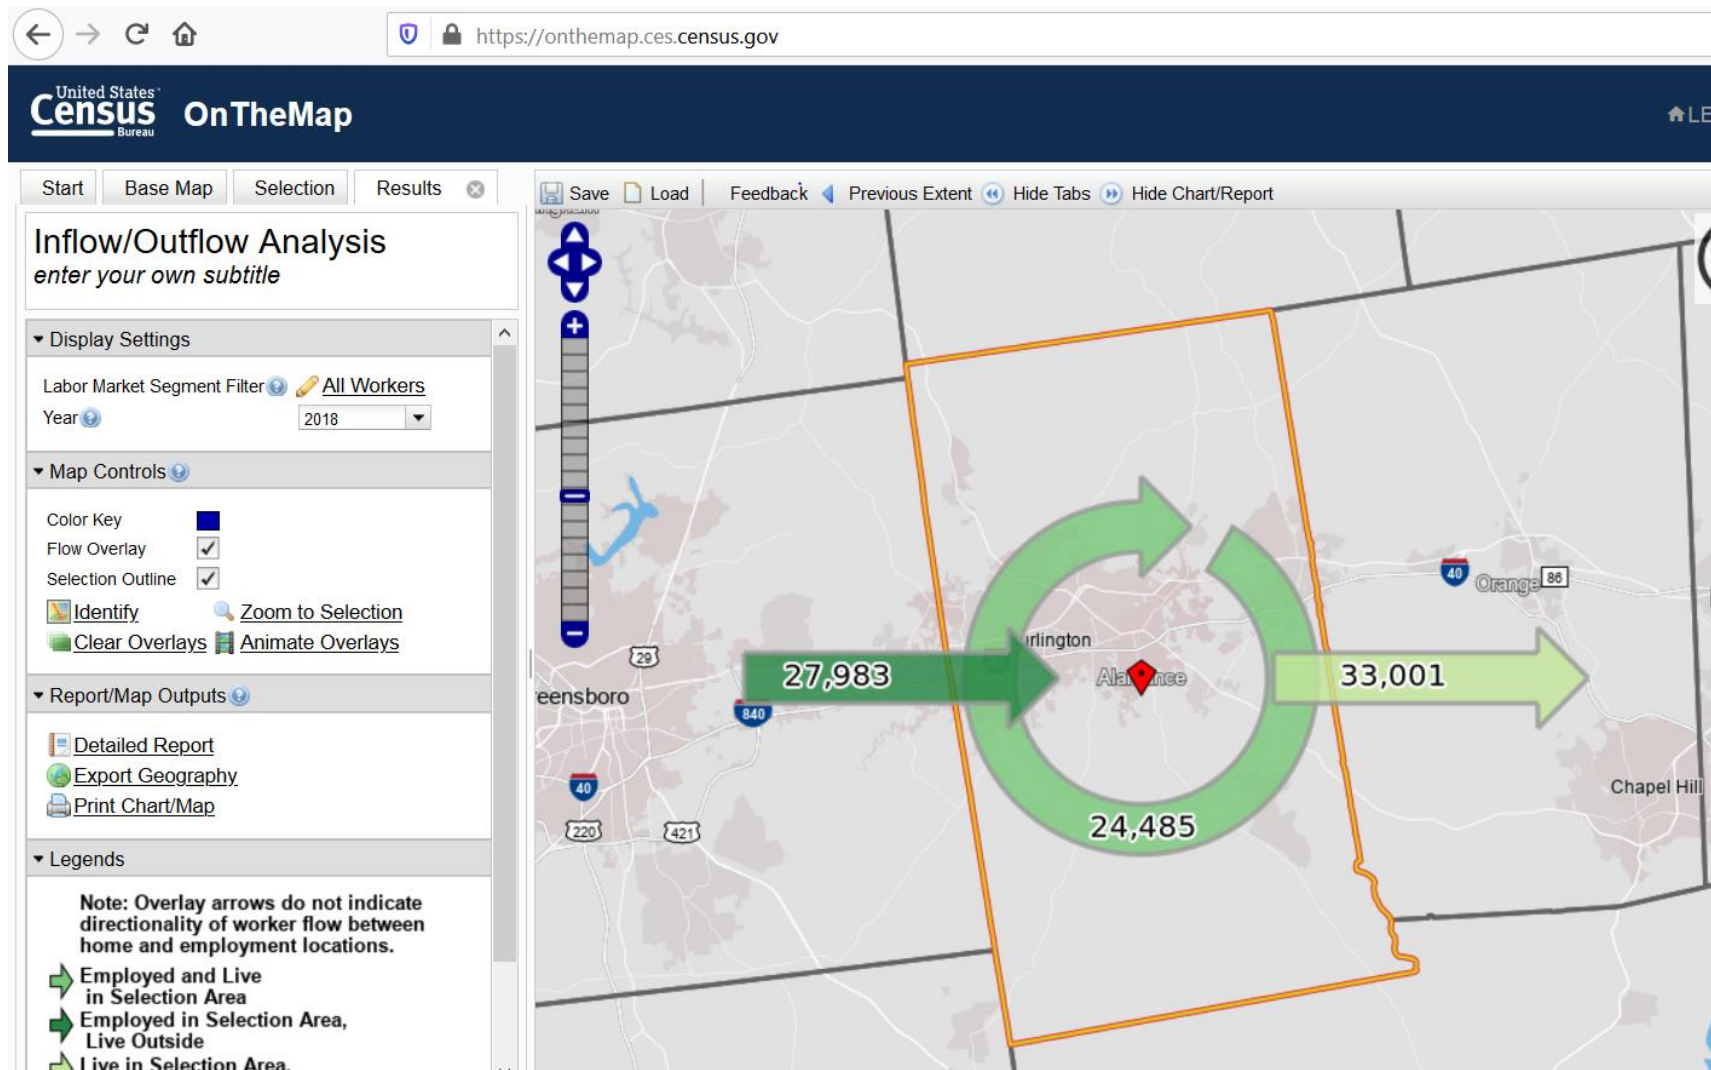 https://onthemap.ces.census.gov
United States
Census
Bureau
OnTheMap
LE
Start Base Map Selection Results
Save Load Feedback Previous Extent Hide Tabs Hide Chart/Report
Inflow/Outflow Analysis
enter your own subtitle
Display Settings
Labor Market Segment Filter All Workers
Year 2018
Map Controls
Color Key
Flow Overlay
Selection Outline
Identify Zoom to Selection
Clear Overlays Animate Overlays
Report/Map Outputs
Detailed Report
Export Geography
Print Chart/Map
Legends
Note: Overlay arrows do not indicate
directionality of worker flow between
home and employment locations.
Employed and Live
in Selection Area
Employed in Selection Area,
Live Outside
Live in Selection Area,
40
Orange
86
rlington
29
27,983
33,001
eensboro
840
40
Chapel Hill
220
421
24,485